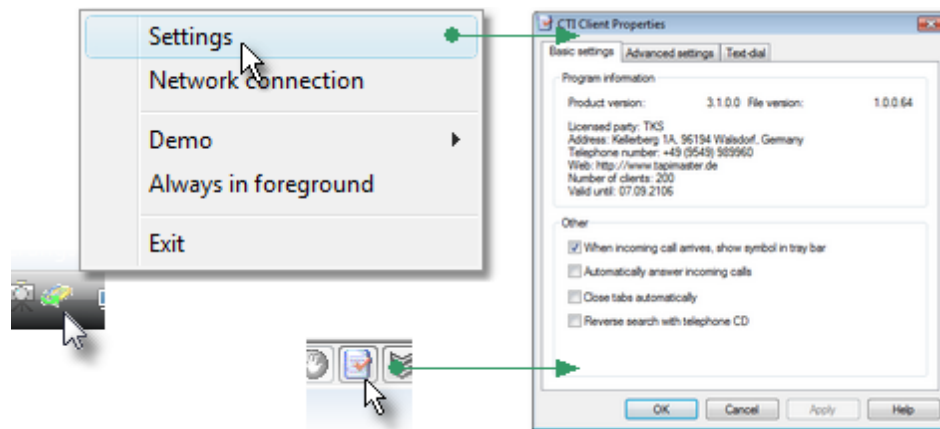 Settings
Network connection
Demo
Always in foreground
Exit
CTI Client Properties
Basic settings Advanced settings Text-dial
Program information
Product version: 3.1.0.0 File version: 1.0.0.64
Licensed party: TKS
Address: Kellerberg 1A, 96194 Walsdorf, Germany
Telephone number: +49 (9549) 989960
Web: http://www.tapimaster.de
Number of clients: 200
Valid until: 07.09.2106
Other
When incoming call arrives, show symbol in tray bar
Automatically answer incoming calls
Close tabs automatically
Reverse search with telephone CD
OK Cancel Apply Help